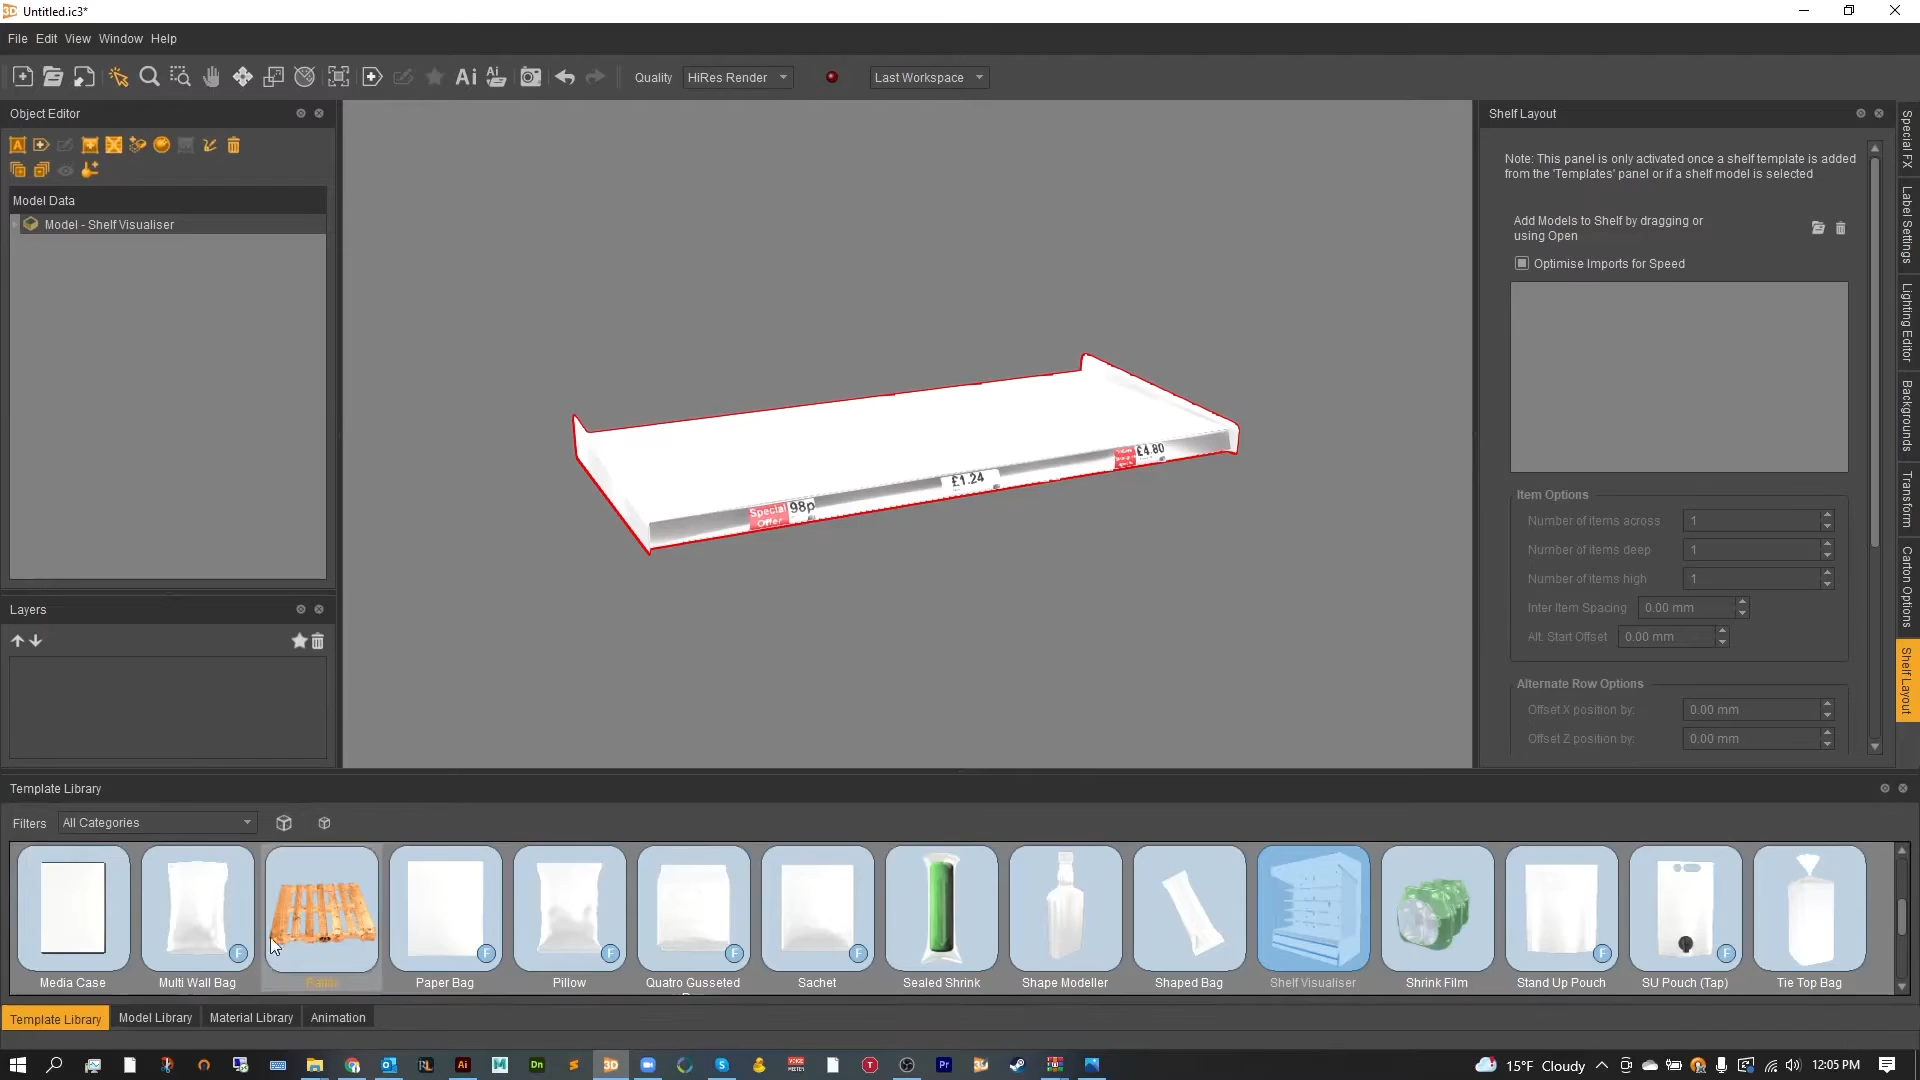 Untitled.ic3*
File Edit View Window Help
Quality HiRes Render Last Workspace
Object Editor
Model Data
Model - Shelf Visualiser
Layers
Special Offer 98p
£1.24
£4.80
Shelf Layout
Note: This panel is only activated once a shelf template is added
from the 'Templates' panel or if a shelf model is selected
Add Models to Shelf by dragging or
using Open
Optimise Imports for Speed
Item Options
Number of items across 1
Number of items deep 1
Number of items high 1
Inter Item Spacing 0.00 mm
Alt. Start Offset 0.00 mm
Alternate Row Options
Offset X position by: 0.00 mm
Offset Z position by: 0.00 mm
Special FX
Label Settings
Lighting Editor
Backgrounds
Transform
Carton Options
Shelf Layout
Template Library
Filters All Categories
Media Case Multi Wall Bag Pallet Paper Bag Pillow Quatro Gusseted Sachet Sealed Shrink Shape Modeller Shaped Bag Shelf Visualiser Shrink Film Stand Up Pouch SU Pouch (Tap) Tie Top Bag
Template Library Model Library Material Library Animation
15°F Cloudy 12:05 PM